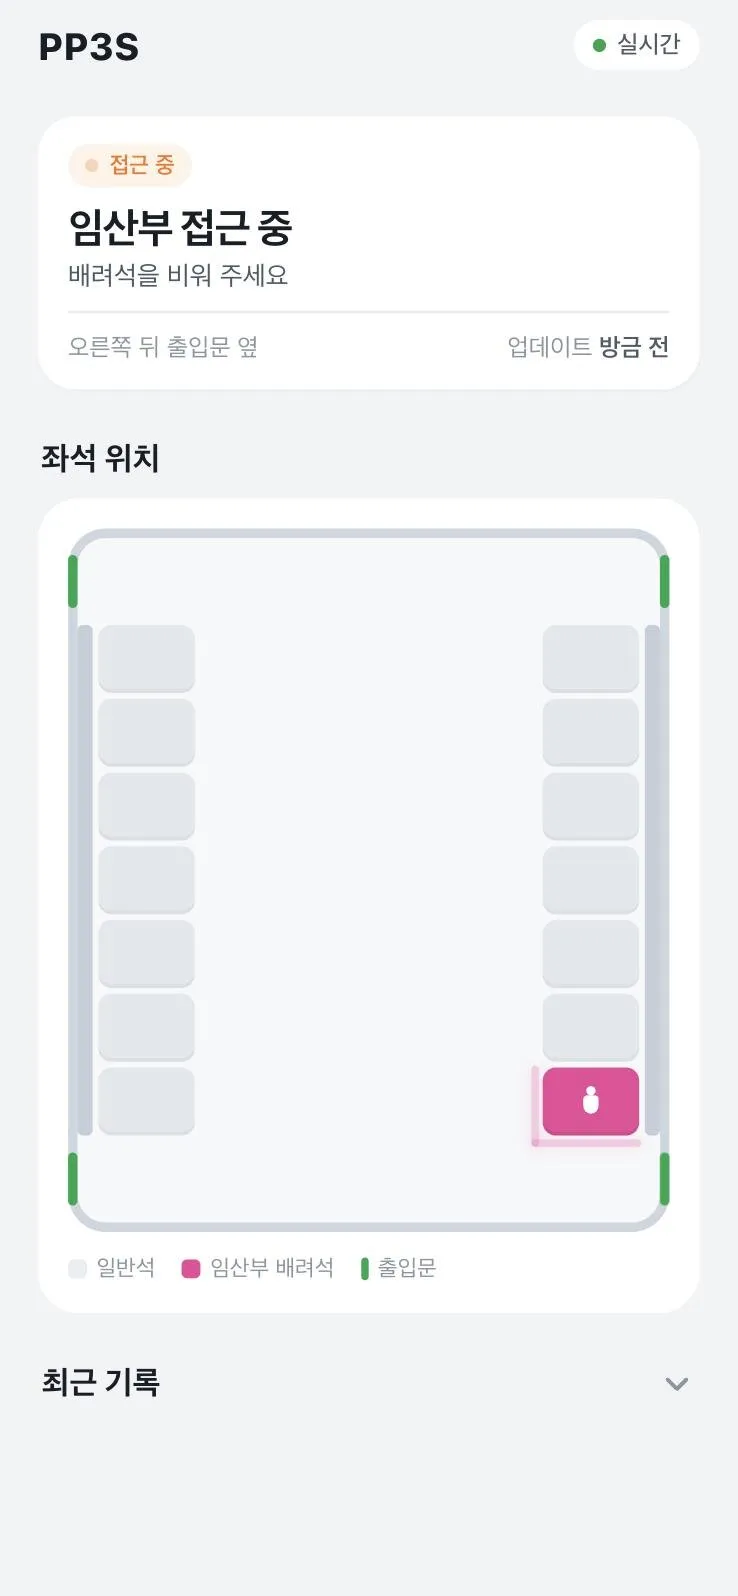 PP3S
실시간
접근 중
임산부 접근 중
배려석을 비워 주세요
오른쪽 뒤 출입문 옆
업데이트 방금 전
좌석 위치
일반석
임산부 배려석
출입문
최근 기록